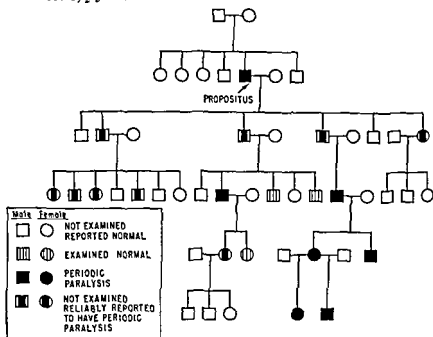 PROPOSITUS
Male Female
NOT EXAMINED
REPORTED NORMAL
EXAMINED NORMAL
PERIODIC
PARALYSIS
NOT EXAMINED
RELIABLY REPORTED
TO HAVE PERIODIC
PARALYSIS